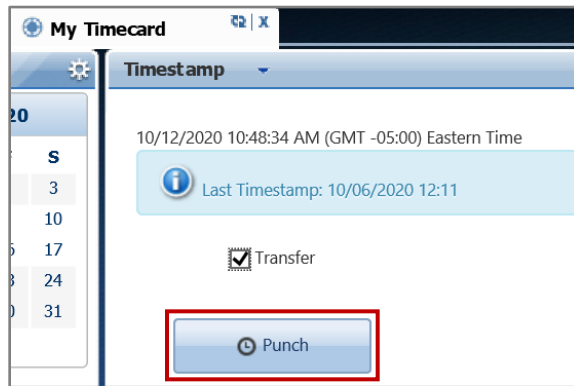 My Timecard
X
Timestamp
20
S
3
10
17
24
31
10/12/2020 10:48:34 AM (GMT -05:00) Eastern Time
Last Timestamp: 10/06/2020 12:11
Transfer
Punch